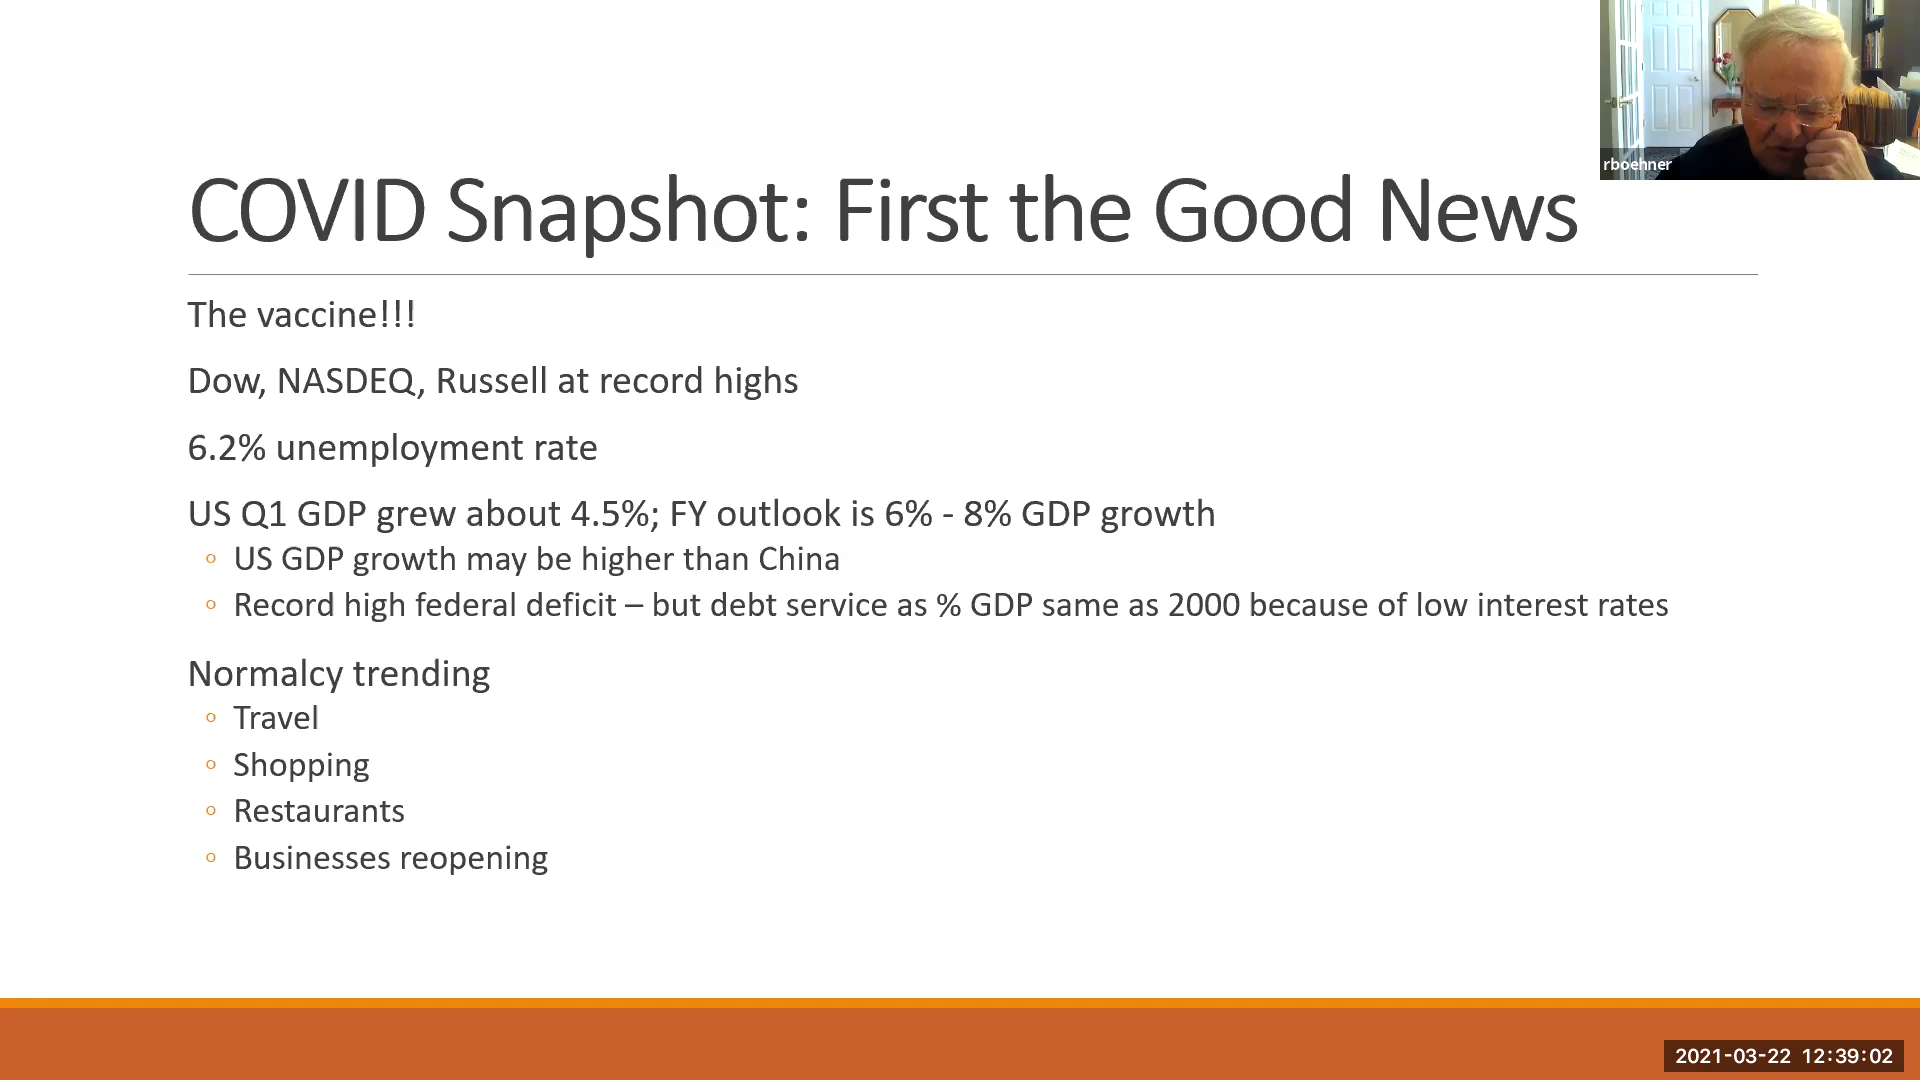 rboehner
COVID Snapshot: First the Good News
The vaccine!!!
Dow, NASDEQ, Russell at record highs
6.2% unemployment rate
US Q1 GDP grew about 4.5%; FY outlook is 6% - 8% GDP growth
◦ US GDP growth may be higher than China
◦ Record high federal deficit – but debt service as % GDP same as 2000 because of low interest rates
Normalcy trending
◦ Travel
◦ Shopping
◦ Restaurants
◦ Businesses reopening
2021-03-22 12:39:02